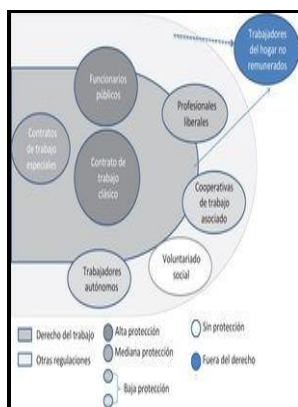 Trabajadores
del hogar no
remunerados
Funcionarios
públicos
Profesionales
liberales
Contratos
de trabajo
especiales
Contrato de
trabajo
clásico
Cooperativas
de trabajo
asociado
Voluntariado
social
Trabajadores
autónomos
Derecho del trabajo
Otras regulaciones
Alta protección
Mediana protección
Baja protección
Sin protección
Fuera del derecho